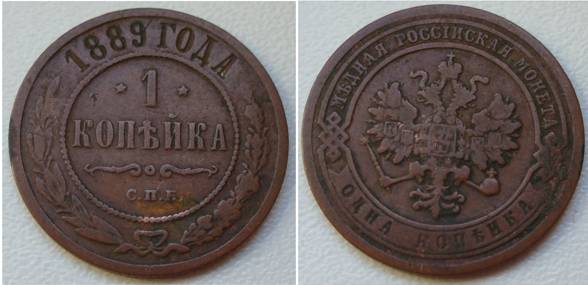 1889 ГОДА
1
КОПѢЙКА
С.П.Б.
МѢДНАЯ РОССІЙСКАЯ МОНЕТА
ОДНА КОПѢЙКА